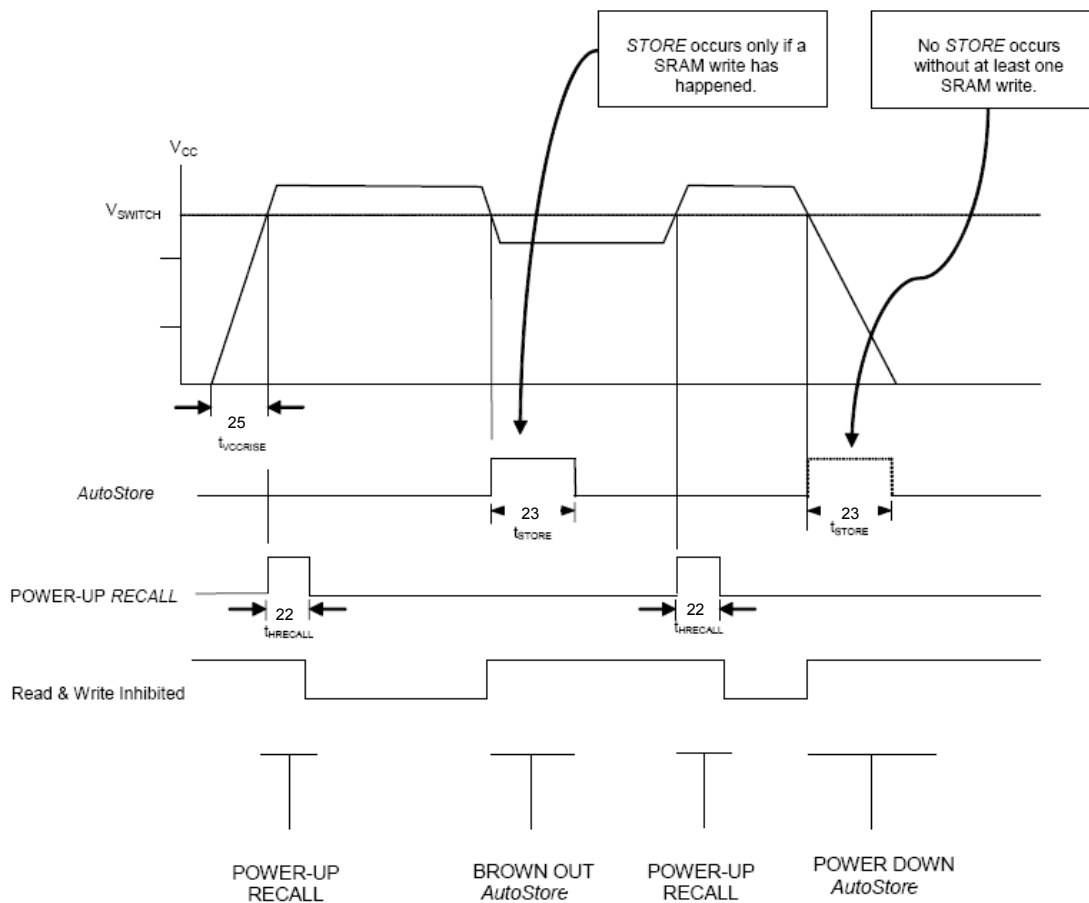 STORE occurs only if a
SRAM write has
happened.
No STORE occurs
without at least one
SRAM write.
VCC
VSWITCH
25
tVCCRISE
AutoStore
23
tSTORE
23
tSTORE
POWER-UP RECALL
22
tHRECALL
22
tHRECALL
Read & Write Inhibited
POWER-UP
RECALL
BROWN OUT
AutoStore
POWER-UP
RECALL
POWER DOWN
AutoStore